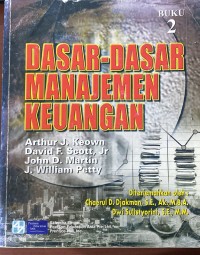 BUKU
2
DASAR-DASAR
MANAJEMEN
KEUANGAN
Arthur J. Keown
David F. Scott, Jr
John D. Martin
J. William Petty
Diterjemahkan oleh:
Chaerul D. Djakman, S.E., Ak., M.B.A.
Dwi Sulistyorini, S.E., M.M.